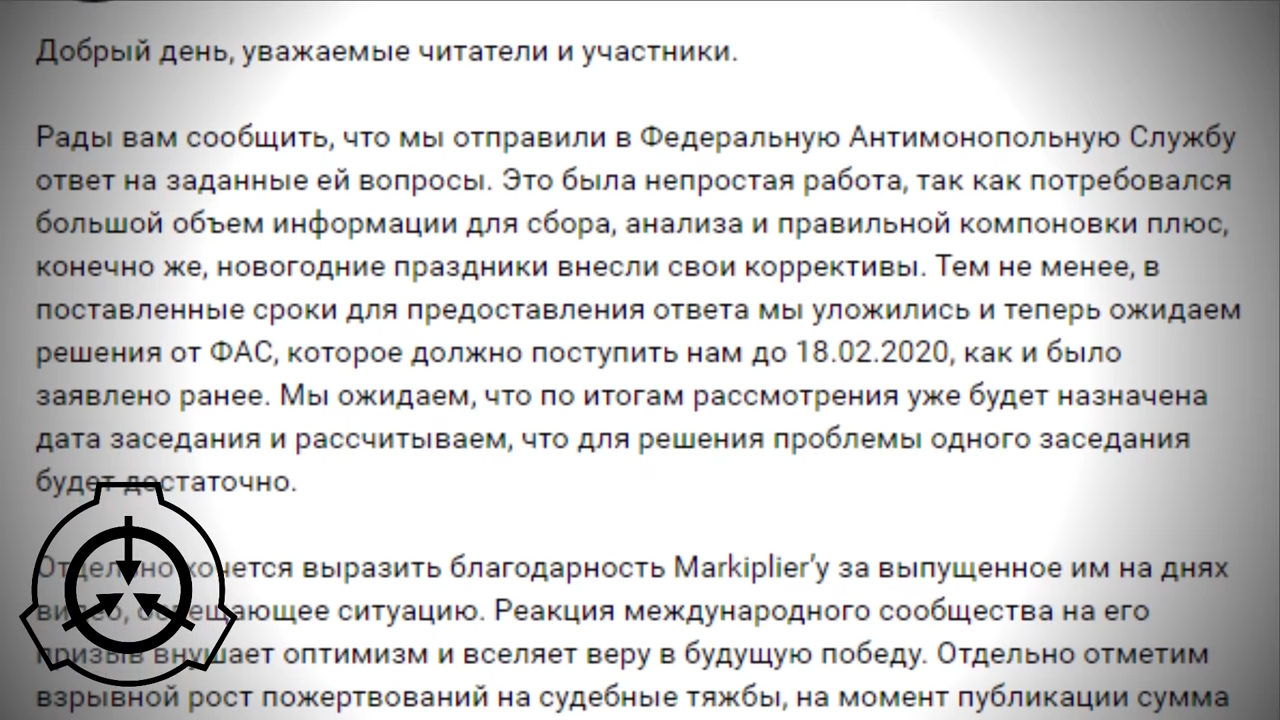 Добрый день, уважаемые читатели и участники.
Рады вам сообщить, что мы отправили в Федеральную Антимонопольную Службу
ответ на заданные ей вопросы. Это была непростая работа, так как потребовался
большой объем информации для сбора, анализа и правильной компоновки плюс,
конечно же, новогодние праздники внесли свои коррективы. Тем не менее, в
поставленные сроки для предоставления ответа мы уложились и теперь ожидаем
решения от ФАС, которое должно поступить нам до 18.02.2020, как и было
заявлено ранее. Мы ожидаем, что по итогам рассмотрения уже будет назначена
дата заседания и рассчитываем, что для решения проблемы одного заседания
будет достаточно.
Отдельно хочется выразить благодарность Markiplier’у за выпущенное им на днях
видео, освещающее ситуацию. Реакция международного сообщества на его
призыв внушает оптимизм и вселяет веру в будущую победу. Отдельно отметим
взрывной рост пожертвований на судебные тяжбы, на момент публикации сумма